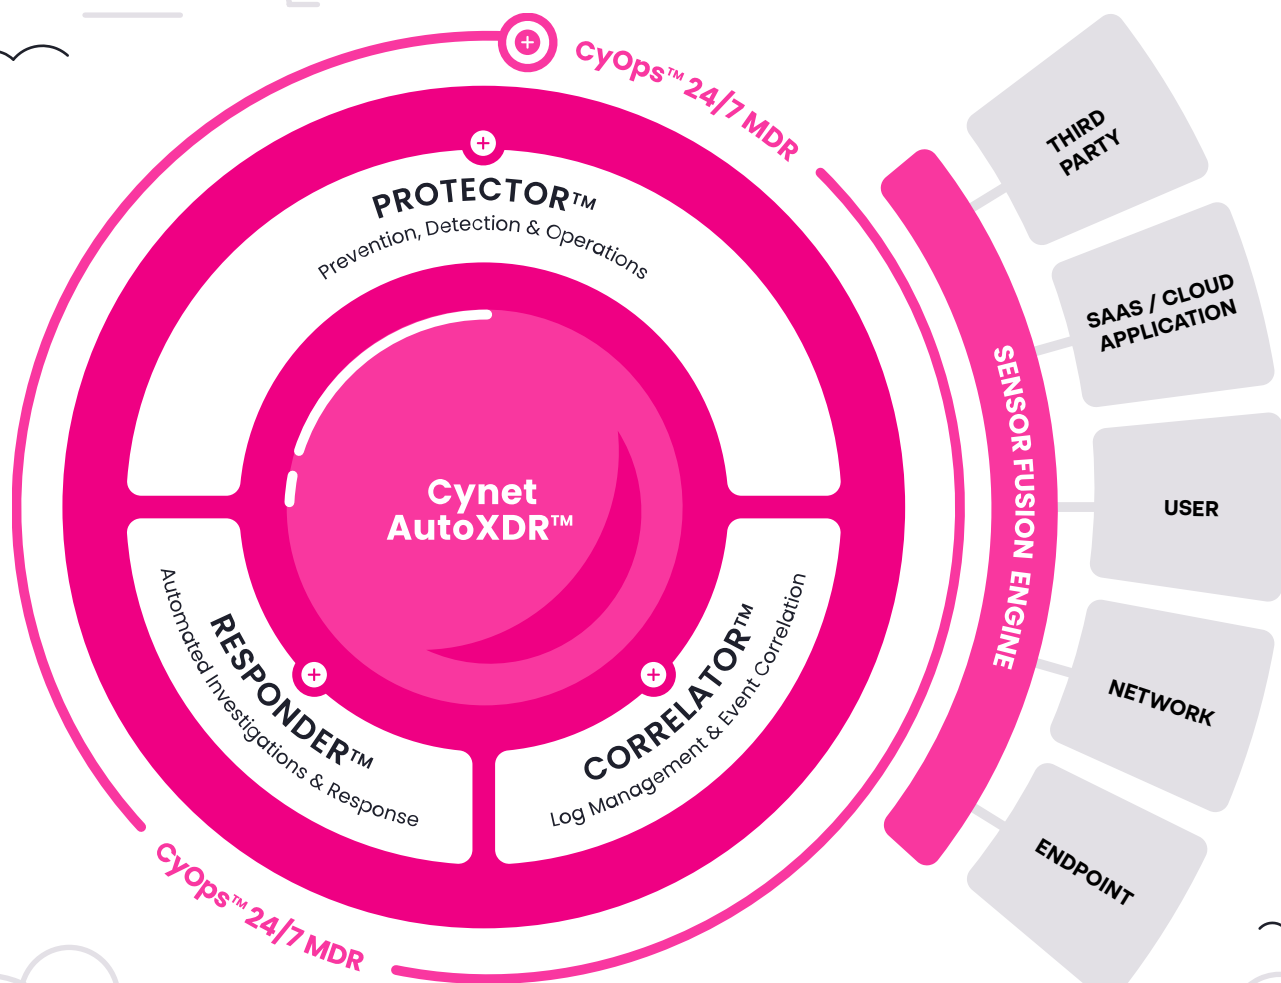 CyOps™ 24/7 MDR
PROTECTOR™
Prevention, Detection & Operations
Cynet
AutoXDR™
RESPONDER™
Automated Investigations & Response
CORRELATOR™
Log Management & Event Correlation
CyOps™ 24/7 MDR
SENSOR FUSION ENGINE
THIRD
PARTY
SAAS / CLOUD
APPLICATION
USER
NETWORK
ENDPOINT